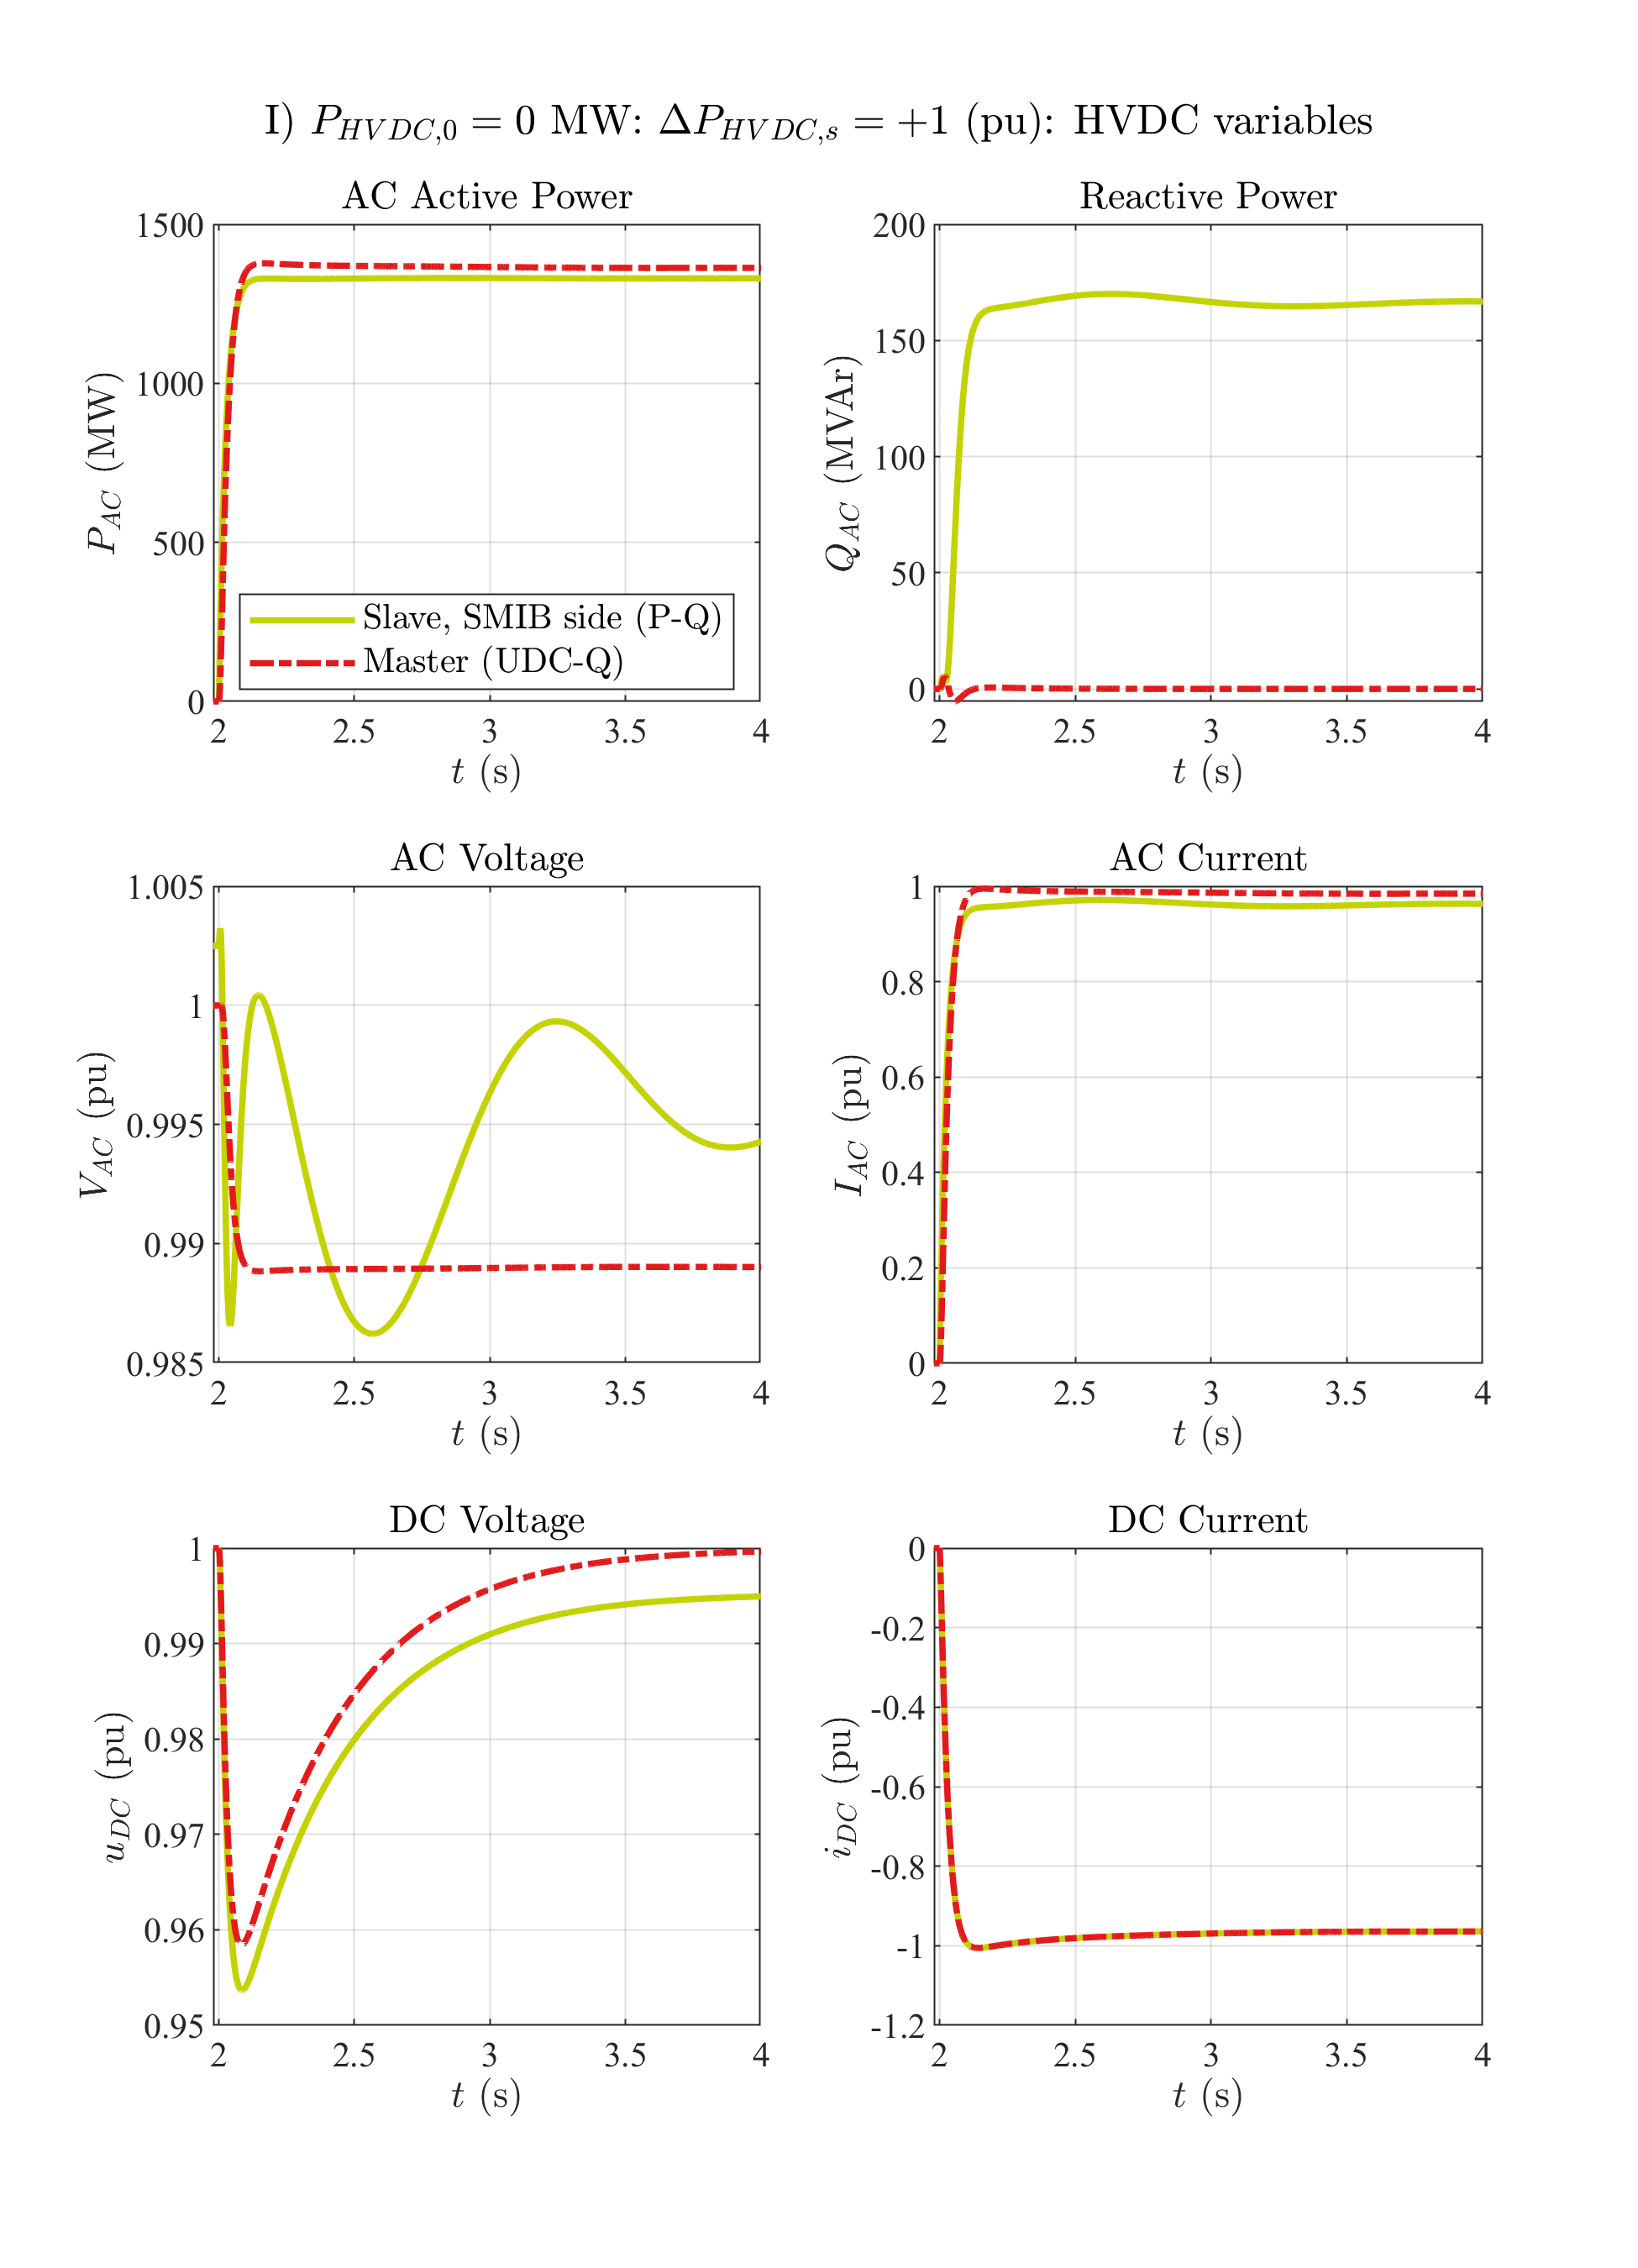 I) P_{HVDC,0} = 0 MW: ΔP_{HVDC,s} = +1 (pu): HVDC variables
AC Active Power
1500
1000
500
0
P_{AC} (MW)
Slave, SMIB side (P-Q)
Master (UDC-Q)
2 2.5 3 3.5 4
t (s)
Reactive Power
200
150
100
50
0
Q_{AC} (MVAr)
2 2.5 3 3.5 4
t (s)
AC Voltage
1.005
1
0.995
0.99
0.985
V_{AC} (pu)
2 2.5 3 3.5 4
t (s)
AC Current
1
0.8
0.6
0.4
0.2
0
I_{AC} (pu)
2 2.5 3 3.5 4
t (s)
DC Voltage
1
0.99
0.98
0.97
0.96
0.95
u_{DC} (pu)
2 2.5 3 3.5 4
t (s)
DC Current
0
-0.2
-0.4
-0.6
-0.8
-1
-1.2
i_{DC} (pu)
2 2.5 3 3.5 4
t (s)